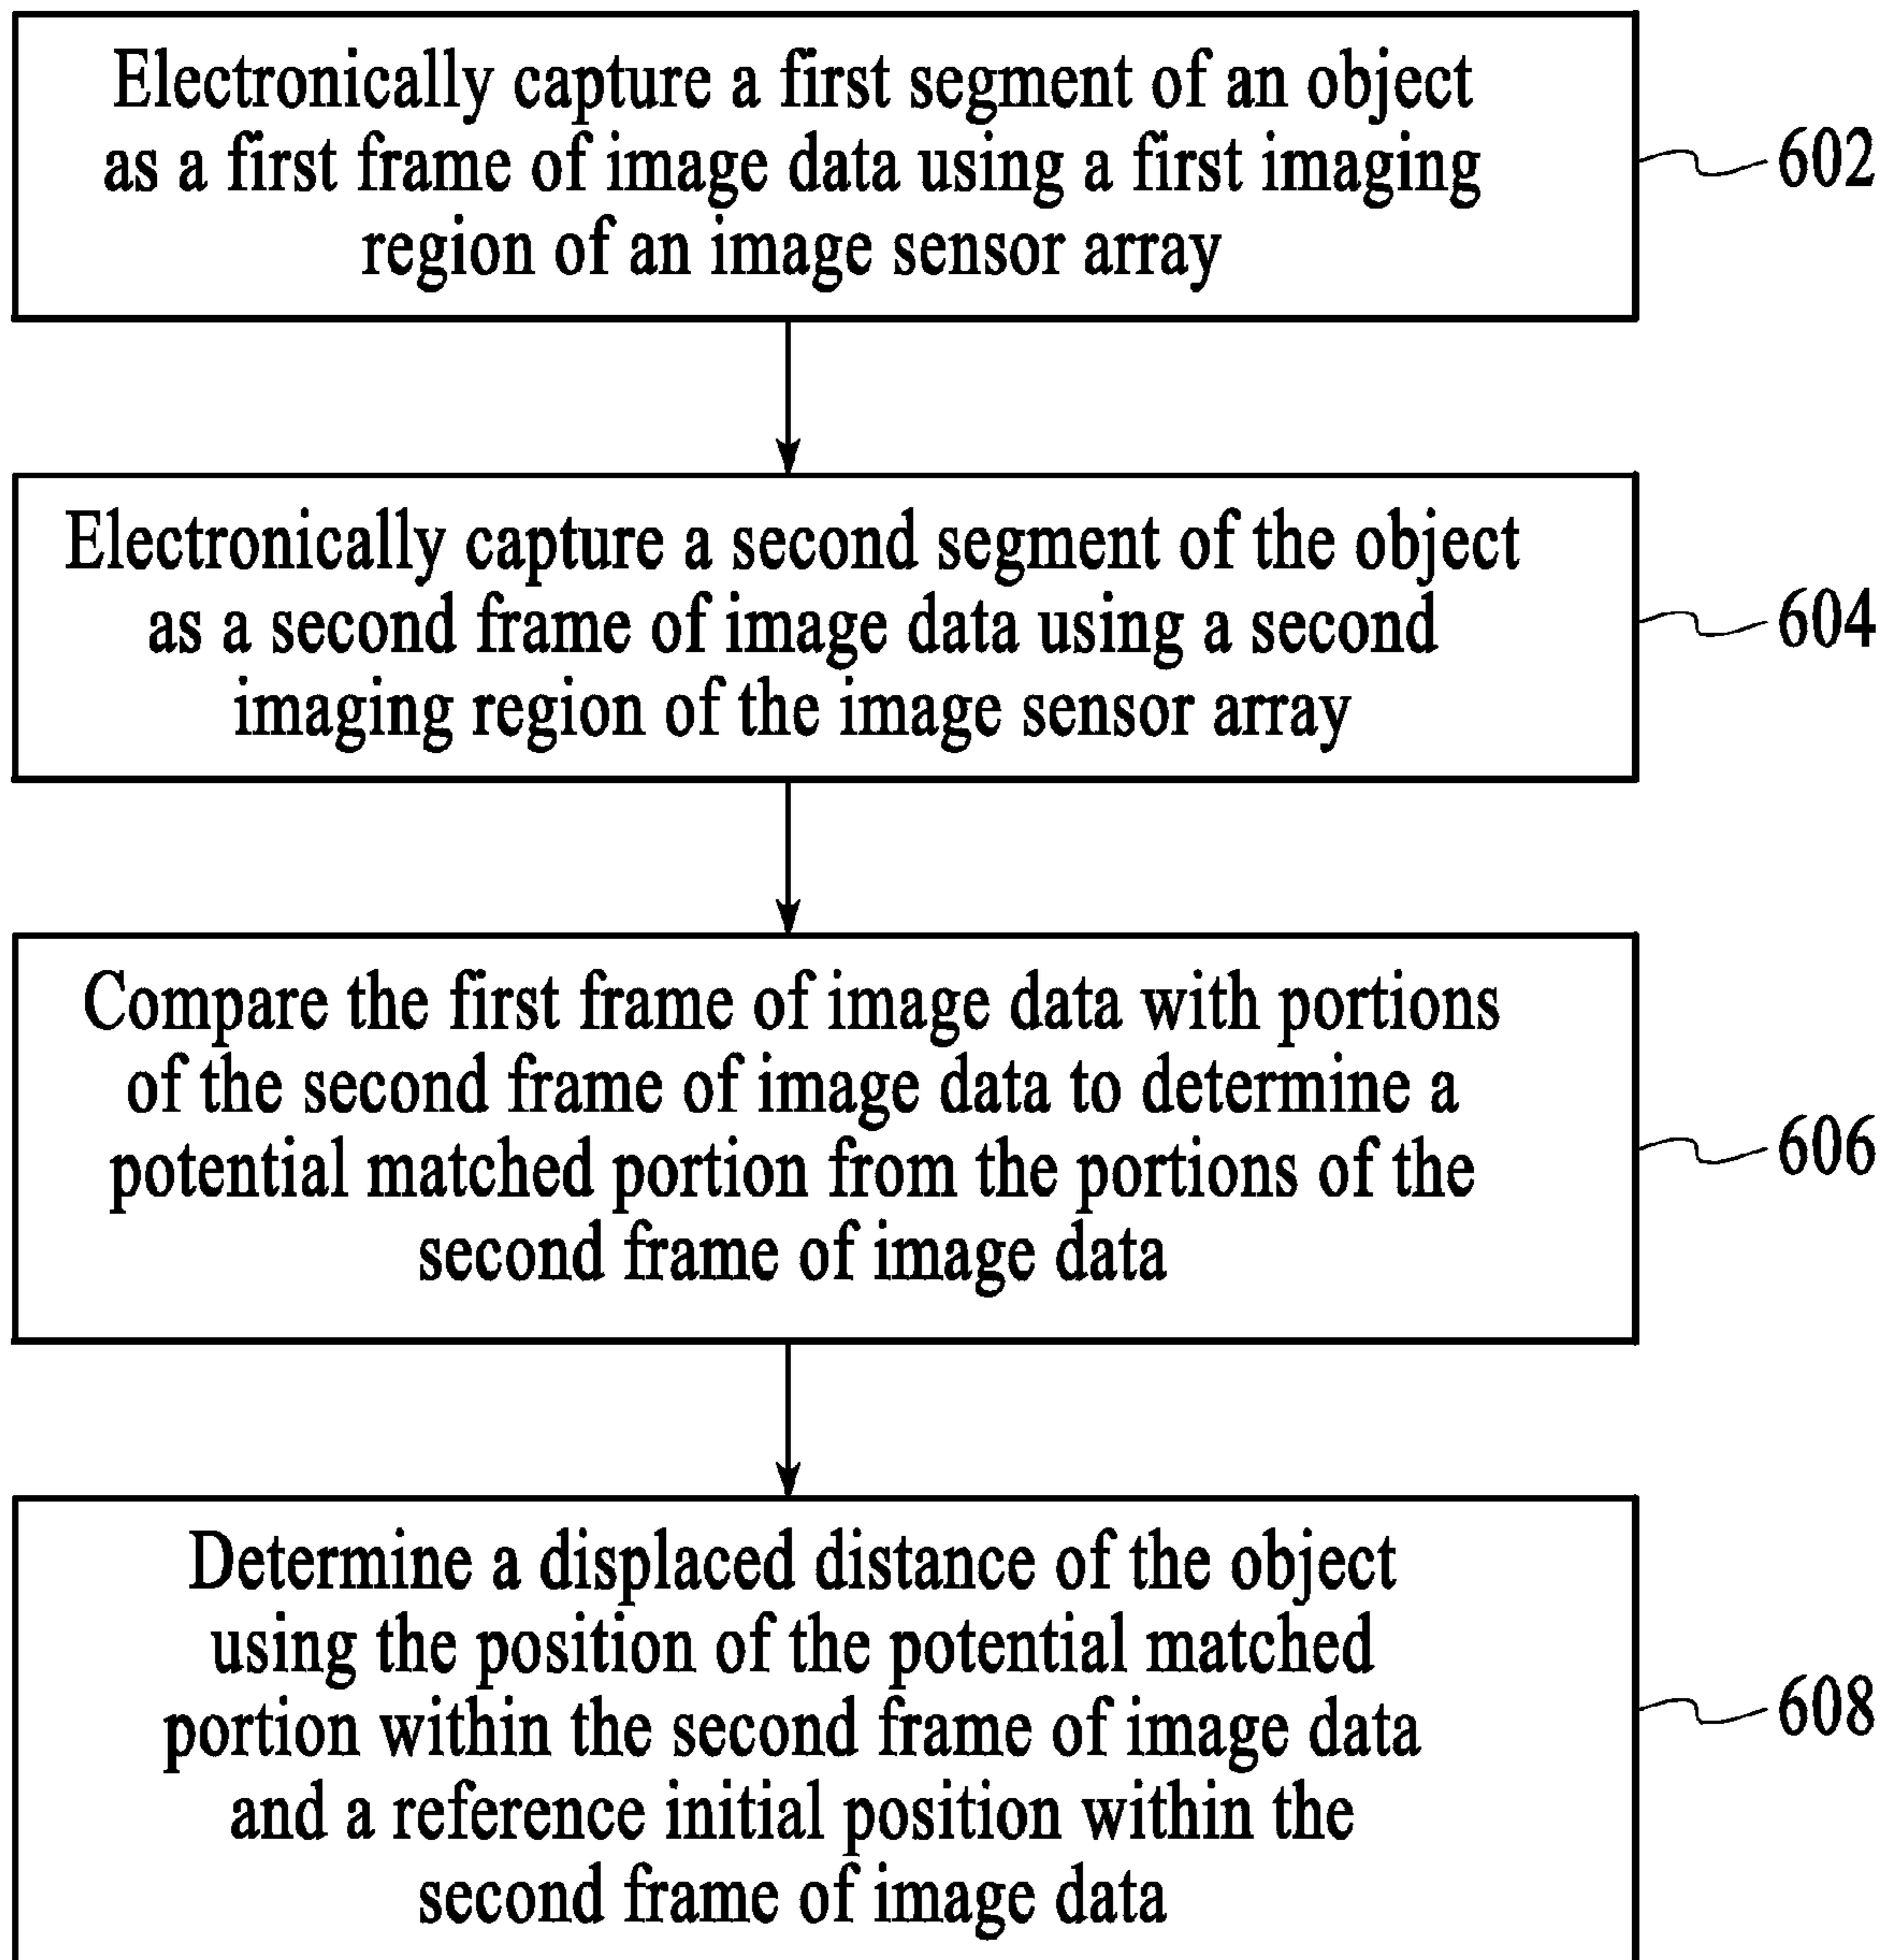 Electronically capture a first segment of an object
as a first frame of image data using a first imaging
region of an image sensor array
602
Electronically capture a second segment of the object
as a second frame of image data using a second
imaging region of the image sensor array
604
Compare the first frame of image data with portions
of the second frame of image data to determine a
potential matched portion from the portions of the
second frame of image data
606
Determine a displaced distance of the object
using the position of the potential matched
portion within the second frame of image data
and a reference initial position within the
second frame of image data
608